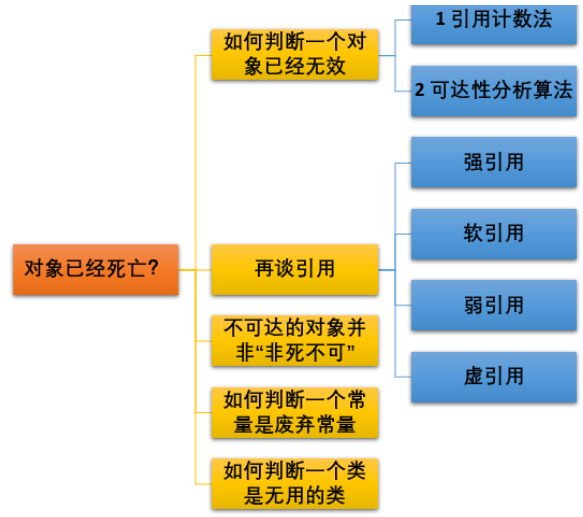 对象已经死亡？
如何判断一个对
象已经无效
1 引用计数法
2 可达性分析算法
再谈引用
强引用
软引用
弱引用
虚引用
不可达的对象并
非“非死不可”
如何判断一个常
量是废弃常量
如何判断一个类
是无用的类